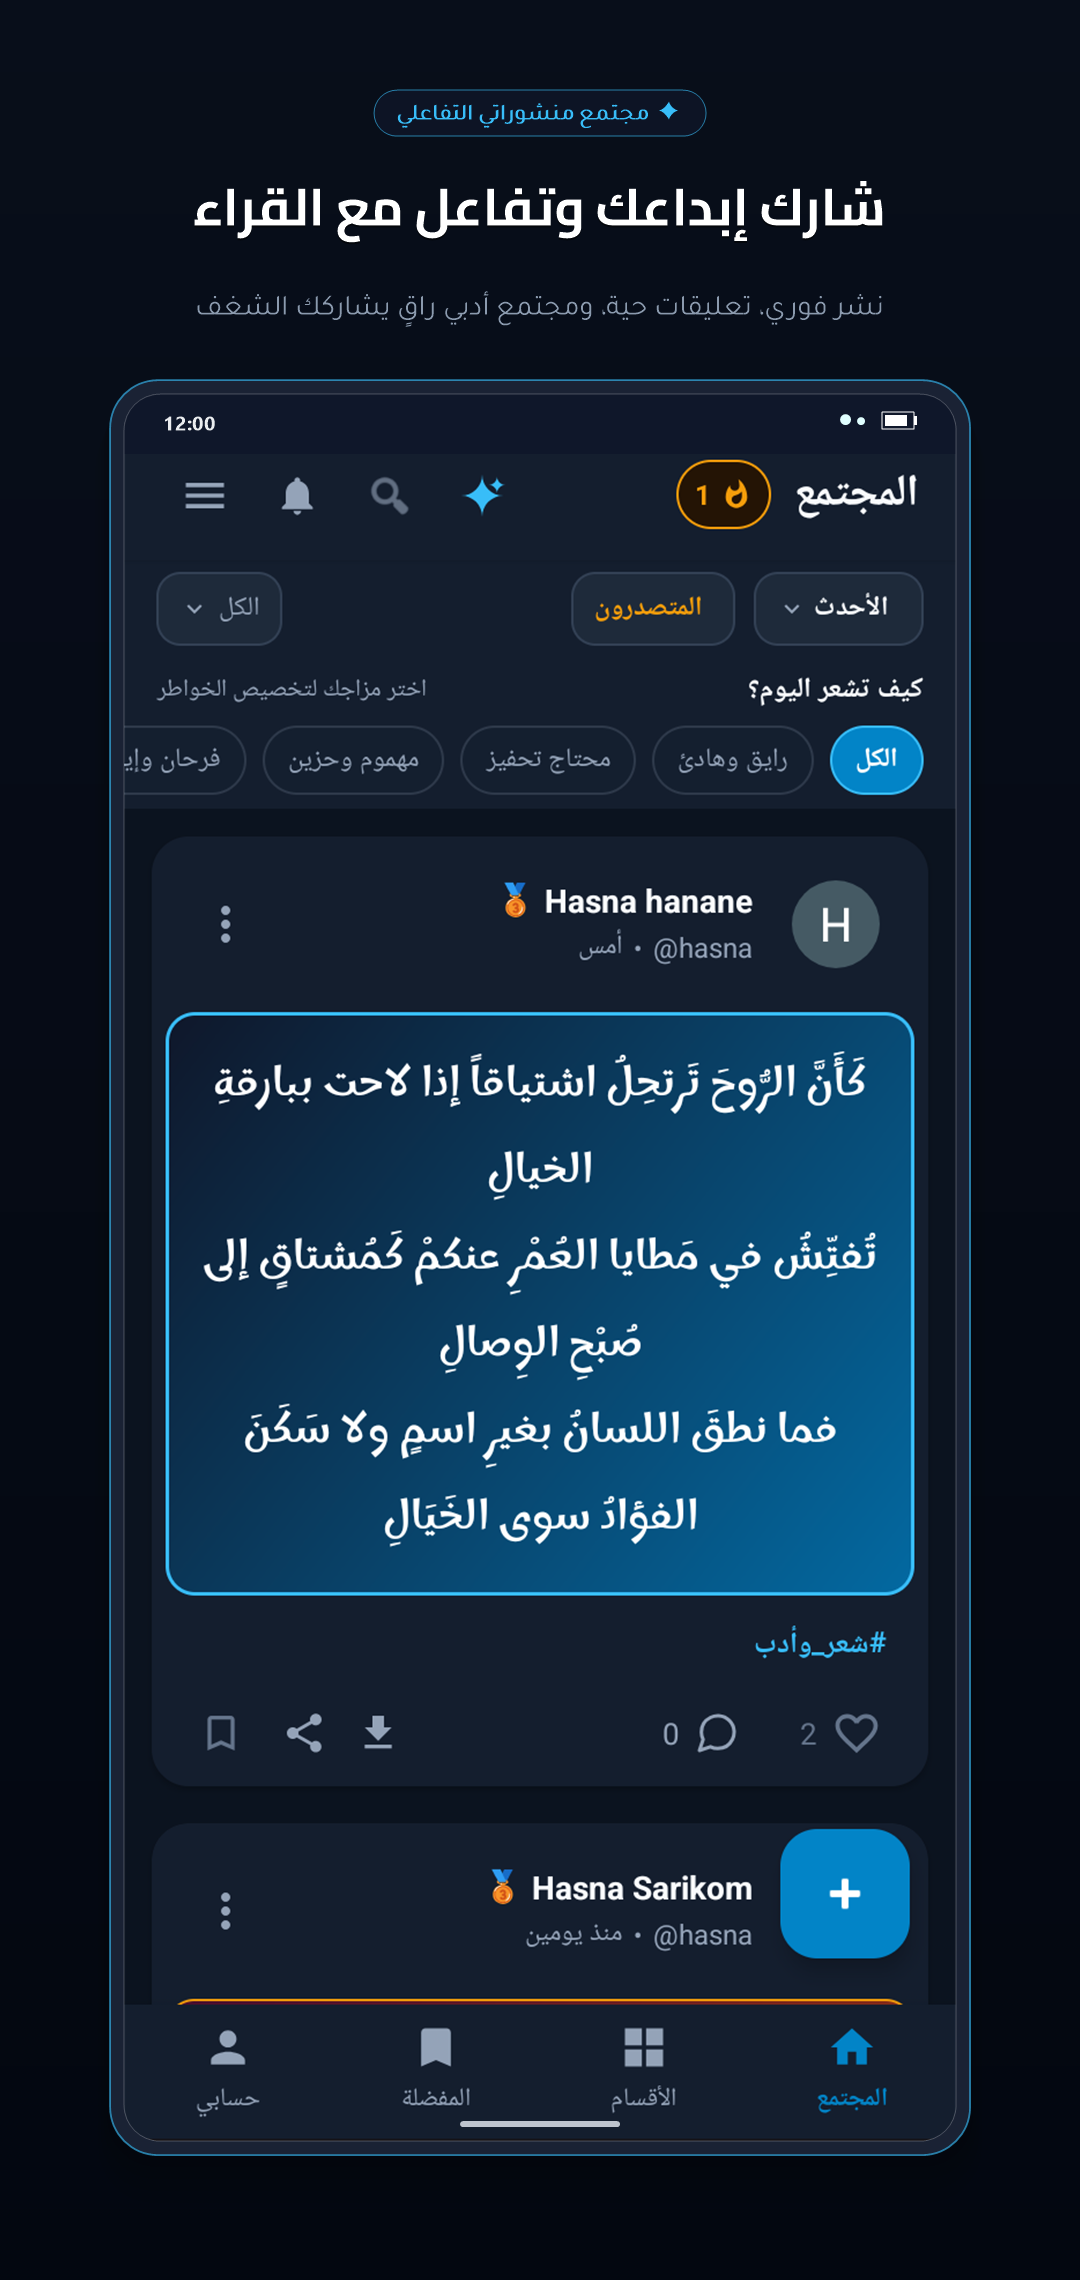 مجتمع منشوراتي التفاعلي
شارك إبداعك وتفاعل مع القراء
نشر فوري، تعليقات حية، ومجتمع أدبي راقٍ يشاركك الشغف
12:00
المجتمع 1
الأحدث المتصدرون الكل
كيف تشعر اليوم؟ اختر مزاجك لتخصيص الخواطر
الكل رايق وهادئ محتاج تحفيز مهموم وحزين فرحان وإي
H
Hasna hanane
@hasna • أمس
كَأَنَّ الرُّوحَ تَرتحِلُ اشتياقاً إذا لاحت ببارقةِ
الخيالِ
تُفتِّشُ في مَطايا العُمْرِ عنكمْ كَمُشتاقٍ إلى
صُبْحِ الوِصالِ
فما نطقَ اللسانُ بغيرِ اسمٍ ولا سَكَنَ
الفؤادُ سوى الخَيَالِ
#شعر_وأدب
2 0
Hasna Sarikom
@hasna • منذ يومين
المجتمع الأقسام المفضلة حسابي